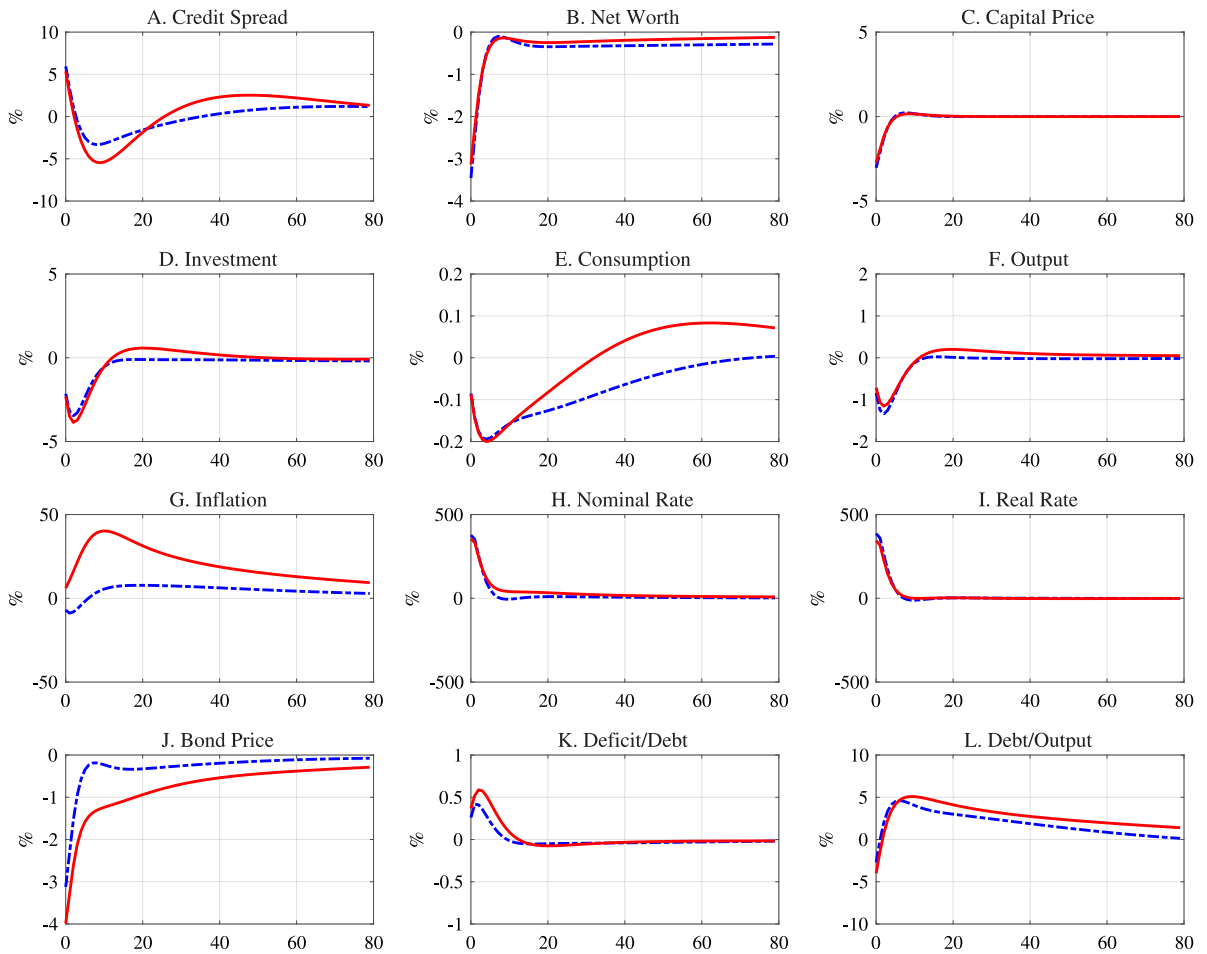 A. Credit Spread
10
5
0
-5
-10
%
0 20 40 60 80
B. Net Worth
0
-1
-2
-3
-4
%
0 20 40 60 80
C. Capital Price
5
0
-5
%
0 20 40 60 80
D. Investment
5
0
-5
%
0 20 40 60 80
E. Consumption
0.2
0.1
0
-0.1
-0.2
%
0 20 40 60 80
F. Output
2
1
0
-1
-2
%
0 20 40 60 80
G. Inflation
50
0
-50
%
0 20 40 60 80
H. Nominal Rate
500
0
-500
%
0 20 40 60 80
I. Real Rate
500
0
-500
%
0 20 40 60 80
J. Bond Price
0
-1
-2
-3
-4
%
0 20 40 60 80
K. Deficit/Debt
1
0.5
0
-0.5
-1
%
0 20 40 60 80
L. Debt/Output
10
5
0
-5
-10
%
0 20 40 60 80